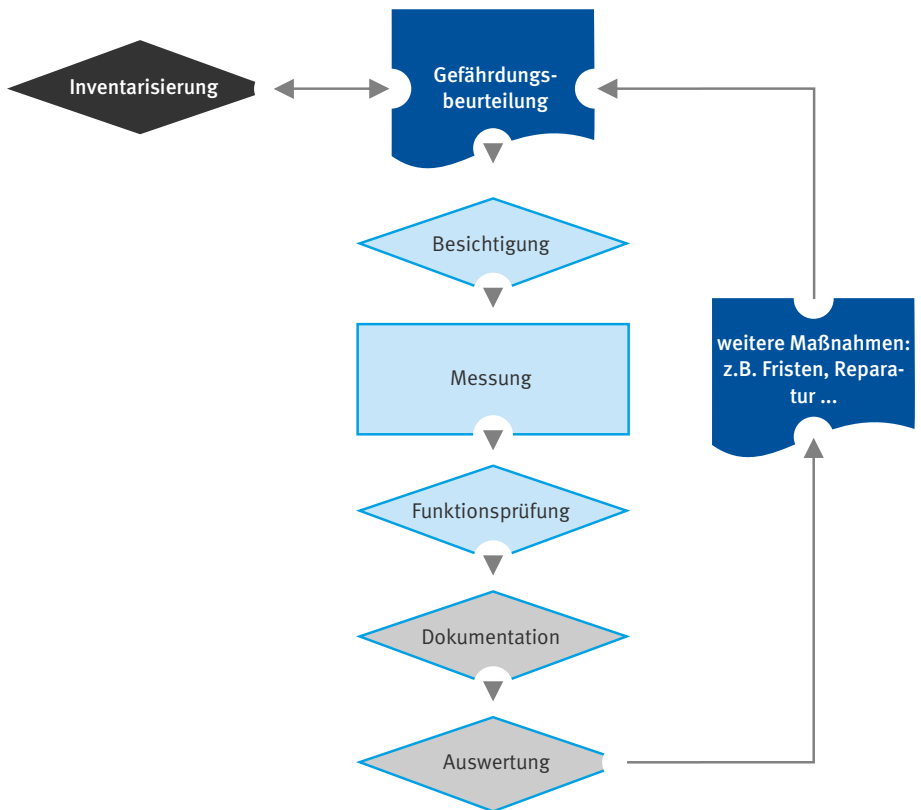 Inventarisierung
Gefährdungs-
beurteilung
Besichtigung
weitere Maßnahmen:
z.B. Fristen, Repara-
tur ...
Messung
Funktionsprüfung
Dokumentation
Auswertung